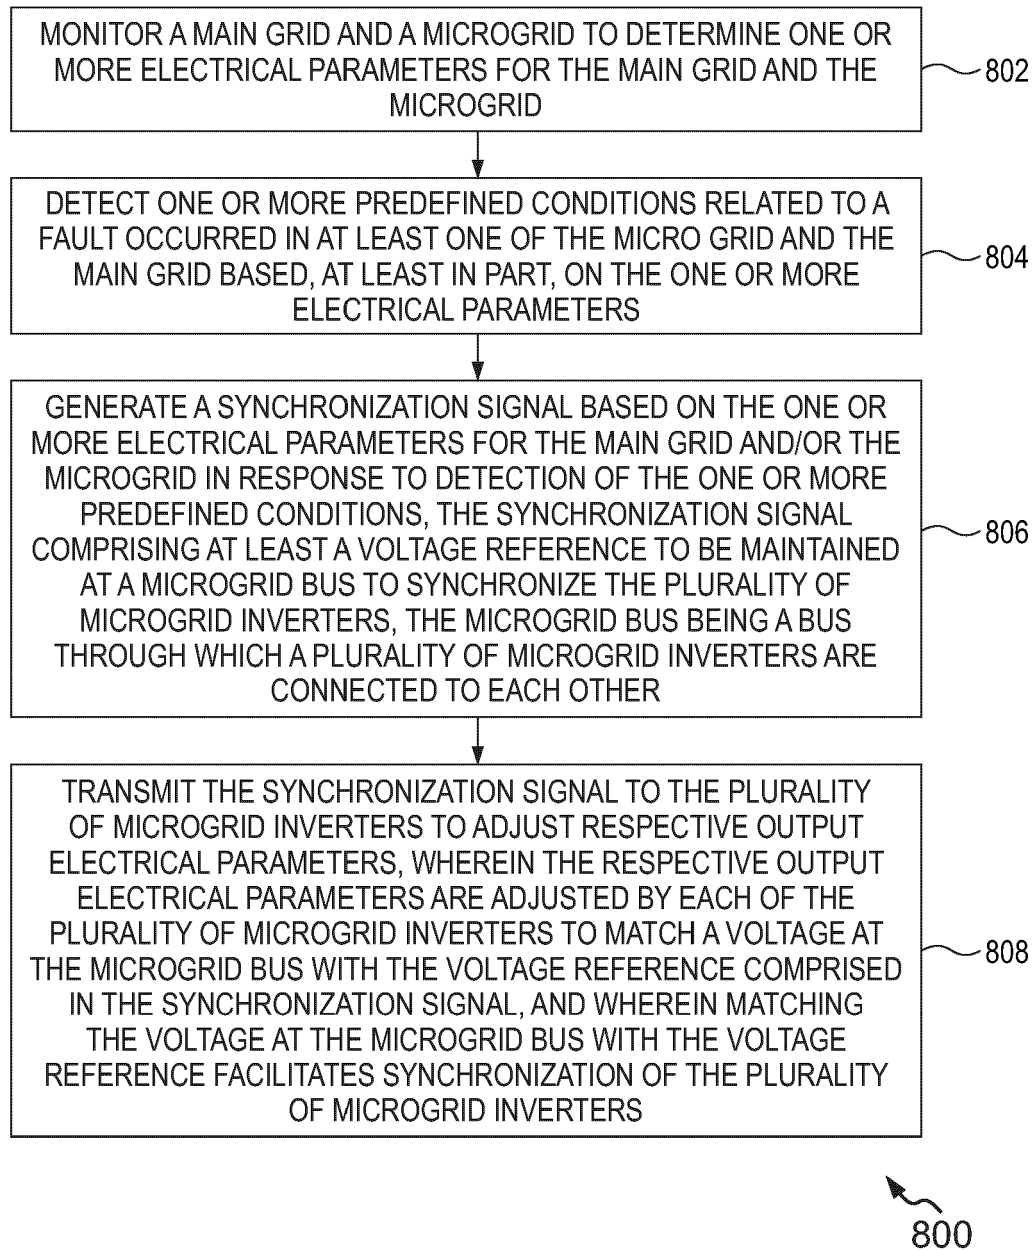 MONITOR A MAIN GRID AND A MICROGRID TO DETERMINE ONE OR
MORE ELECTRICAL PARAMETERS FOR THE MAIN GRID AND THE
MICROGRID
802
DETECT ONE OR MORE PREDEFINED CONDITIONS RELATED TO A
FAULT OCCURRED IN AT LEAST ONE OF THE MICRO GRID AND THE
MAIN GRID BASED, AT LEAST IN PART, ON THE ONE OR MORE
ELECTRICAL PARAMETERS
804
GENERATE A SYNCHRONIZATION SIGNAL BASED ON THE ONE OR
MORE ELECTRICAL PARAMETERS FOR THE MAIN GRID AND/OR THE
MICROGRID IN RESPONSE TO DETECTION OF THE ONE OR MORE
PREDEFINED CONDITIONS, THE SYNCHRONIZATION SIGNAL
COMPRISING AT LEAST A VOLTAGE REFERENCE TO BE MAINTAINED
AT A MICROGRID BUS TO SYNCHRONIZE THE PLURALITY OF
MICROGRID INVERTERS, THE MICROGRID BUS BEING A BUS
THROUGH WHICH A PLURALITY OF MICROGRID INVERTERS ARE
CONNECTED TO EACH OTHER
806
TRANSMIT THE SYNCHRONIZATION SIGNAL TO THE PLURALITY
OF MICROGRID INVERTERS TO ADJUST RESPECTIVE OUTPUT
ELECTRICAL PARAMETERS, WHEREIN THE RESPECTIVE OUTPUT
ELECTRICAL PARAMETERS ARE ADJUSTED BY EACH OF THE
PLURALITY OF MICROGRID INVERTERS TO MATCH A VOLTAGE AT
THE MICROGRID BUS WITH THE VOLTAGE REFERENCE COMPRISED
IN THE SYNCHRONIZATION SIGNAL, AND WHEREIN MATCHING
THE VOLTAGE AT THE MICROGRID BUS WITH THE VOLTAGE
REFERENCE FACILITATES SYNCHRONIZATION OF THE PLURALITY
OF MICROGRID INVERTERS
808
800